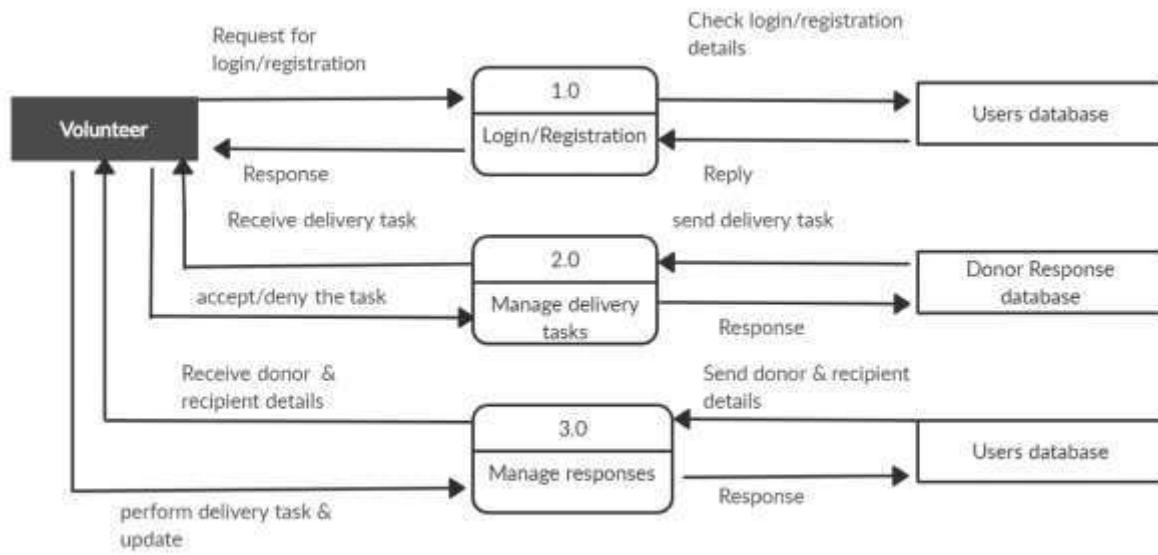 Request for
login/registration
Check login/registration
details
Volunteer
1.0
Login/Registration
Users database
Response
Reply
Receive delivery task
send delivery task
2.0
Manage delivery
tasks
Donor Response
database
accept/deny the task
Response
Receive donor &
recipient details
Send donor & recipient
details
3.0
Manage responses
Users database
Response
perform delivery task &
update